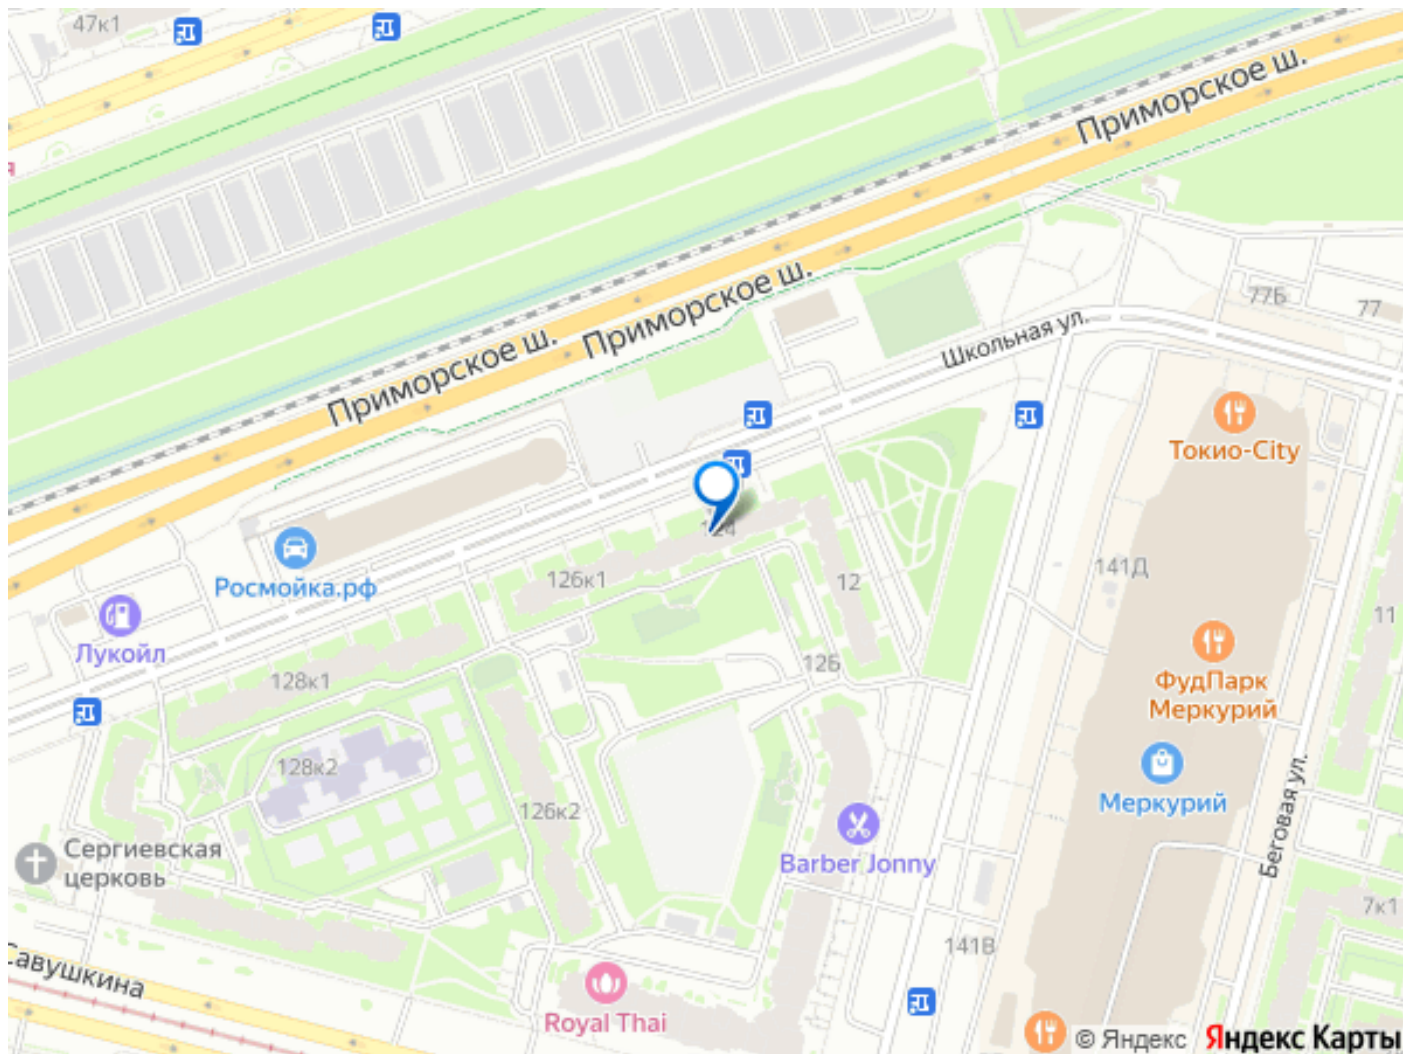 47к1
Приморское ш.
77Б
77
Приморское ш.
Школьная ул.
Приморское ш.
Токио-City
124
126к1
141Д
12
Росмойка.рф
11
Лукойл
126
128к1
ФудПарк
Меркурий
128к2
Меркурий
126к2
Беговая ул.
Сергиевская
церковь
Barber Jonny
7к1
141В
Савушкина
Royal Thai
© Яндекс Яндекс Карты